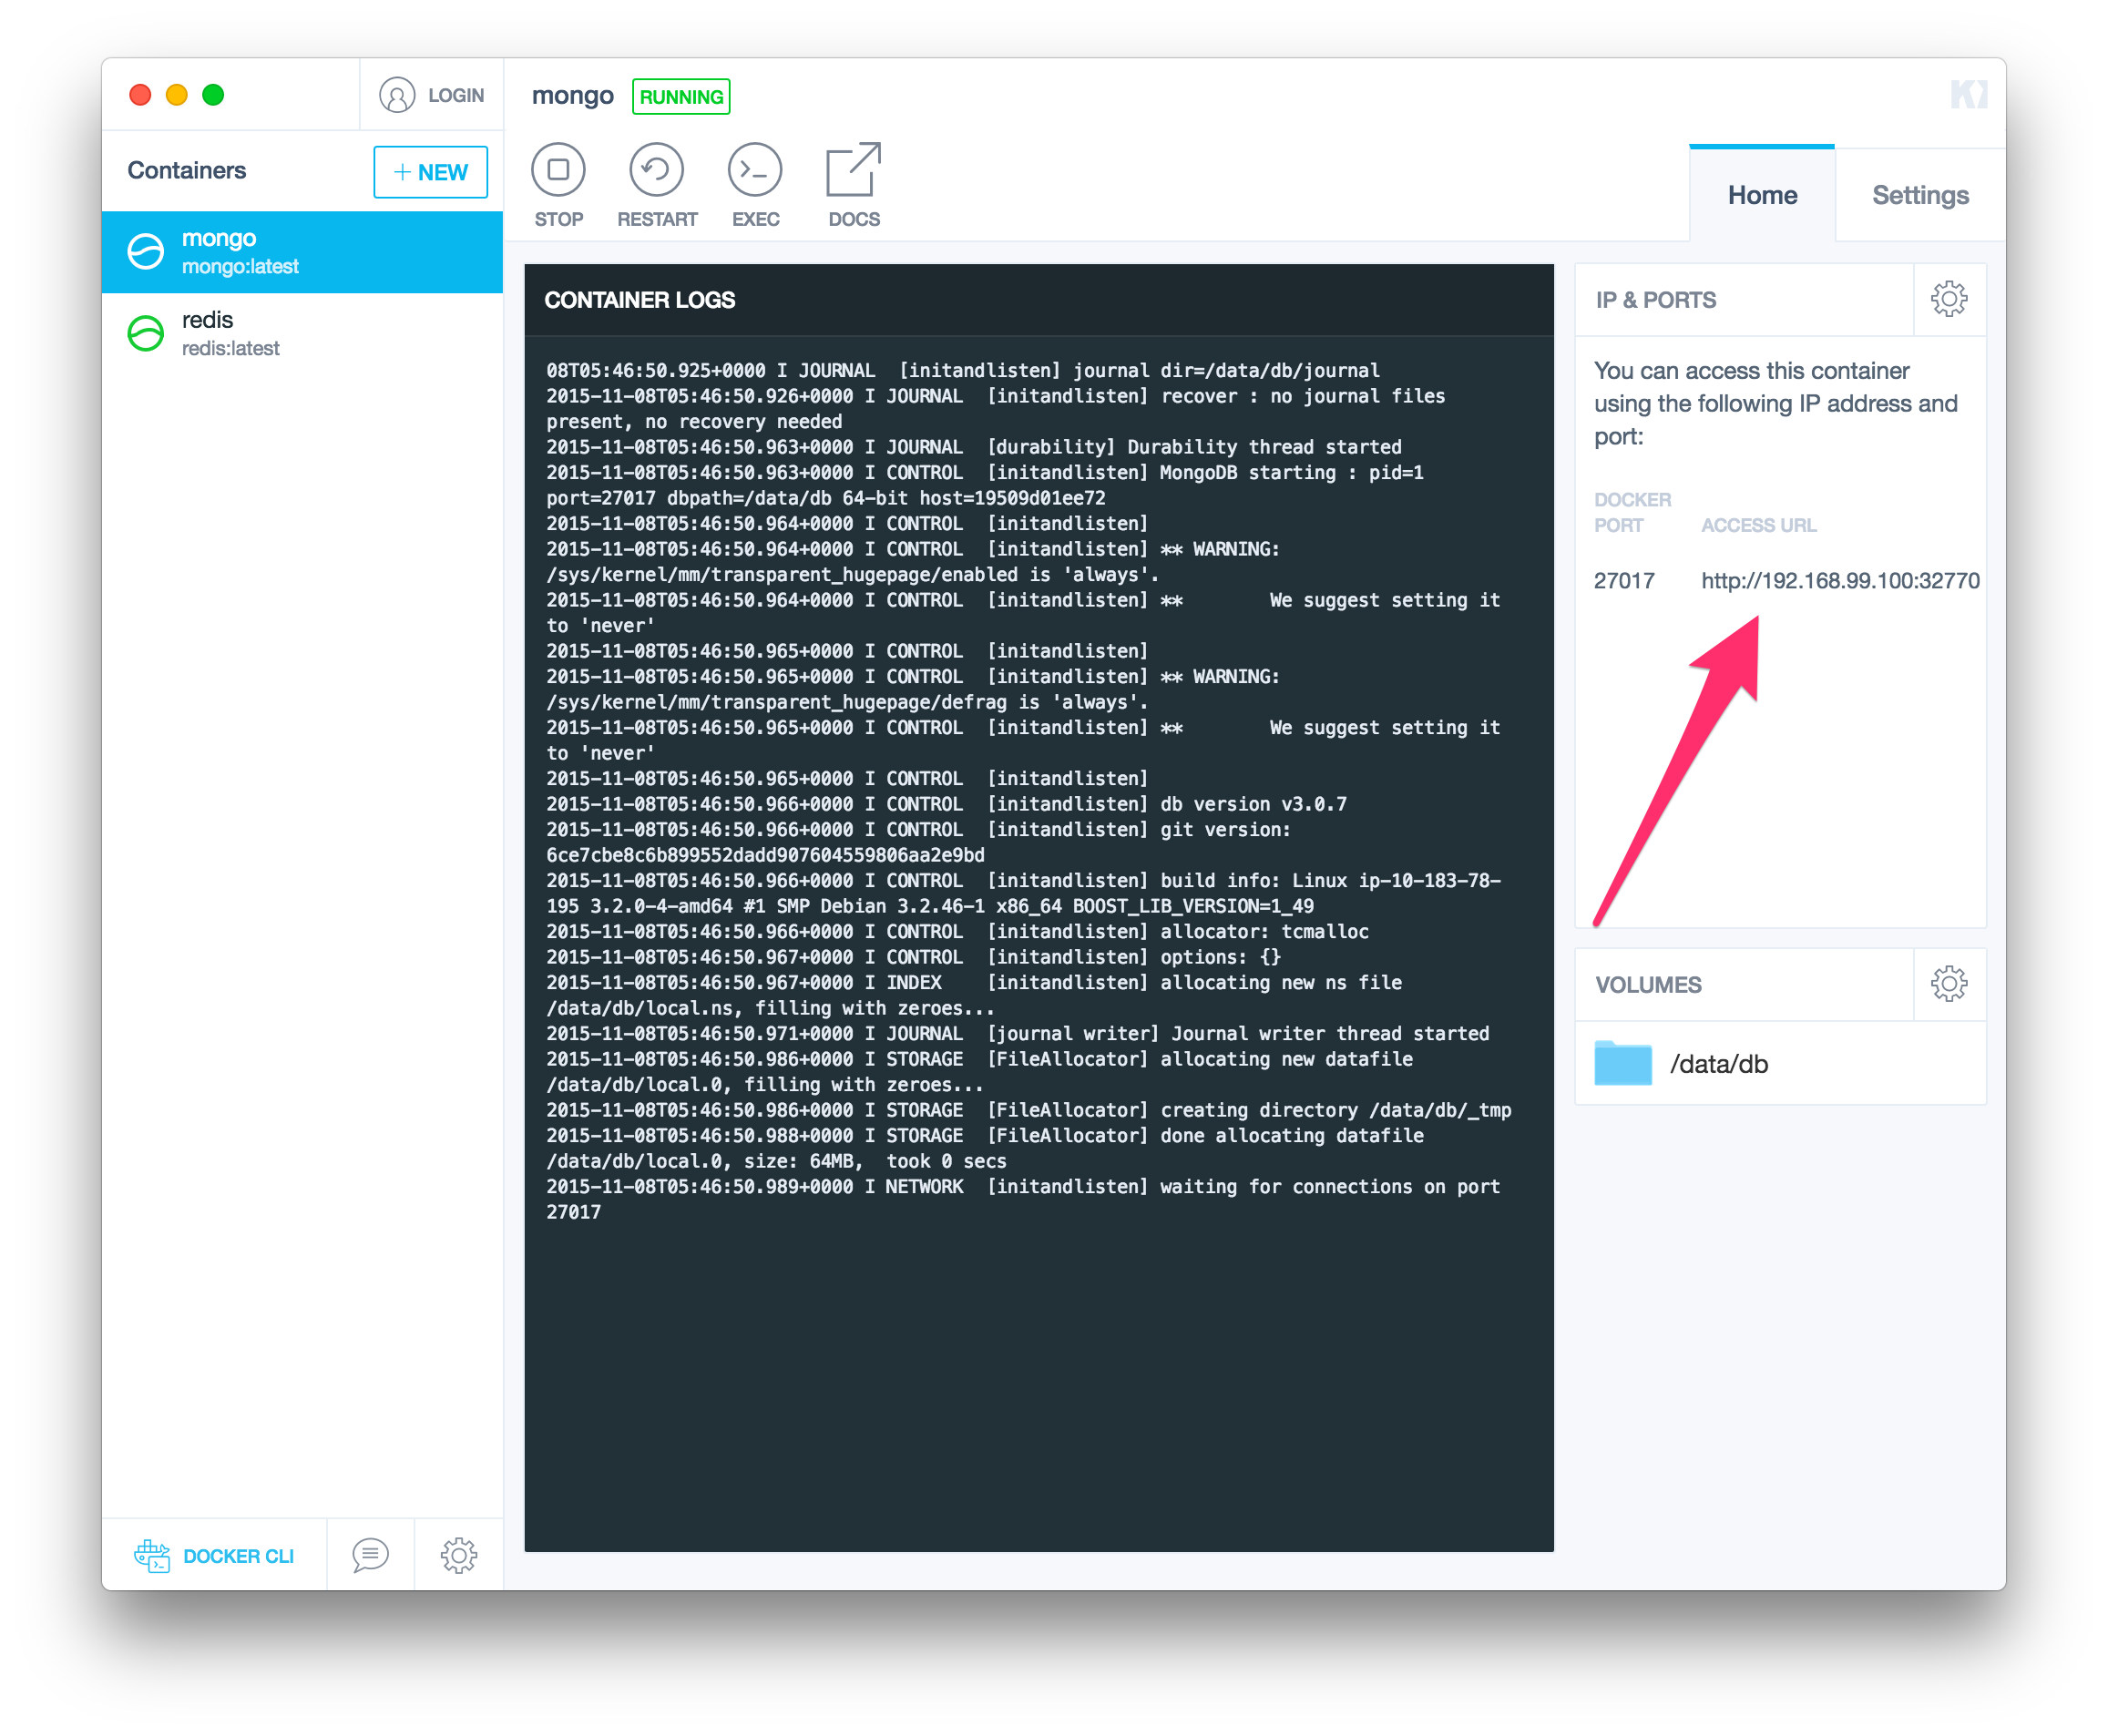 LOGIN
mongo RUNNING
Containers
+ NEW
STOP RESTART EXEC DOCS
Home Settings
mongo
mongo:latest
redis
redis:latest
CONTAINER LOGS
08T05:46:50.925+0000 I JOURNAL  [initandlisten] journal dir=/data/db/journal
2015-11-08T05:46:50.926+0000 I JOURNAL  [initandlisten] recover : no journal files
present, no recovery needed
2015-11-08T05:46:50.963+0000 I JOURNAL  [durability] Durability thread started
2015-11-08T05:46:50.963+0000 I CONTROL  [initandlisten] MongoDB starting : pid=1
port=27017 dbpath=/data/db 64-bit host=19509d01ee72
2015-11-08T05:46:50.964+0000 I CONTROL  [initandlisten]
2015-11-08T05:46:50.964+0000 I CONTROL  [initandlisten] ** WARNING:
/sys/kernel/mm/transparent_hugepage/enabled is 'always'.
2015-11-08T05:46:50.964+0000 I CONTROL  [initandlisten] **        We suggest setting it
to 'never'
2015-11-08T05:46:50.965+0000 I CONTROL  [initandlisten]
2015-11-08T05:46:50.965+0000 I CONTROL  [initandlisten] ** WARNING:
/sys/kernel/mm/transparent_hugepage/defrag is 'always'.
2015-11-08T05:46:50.965+0000 I CONTROL  [initandlisten] **        We suggest setting it
to 'never'
2015-11-08T05:46:50.965+0000 I CONTROL  [initandlisten]
2015-11-08T05:46:50.966+0000 I CONTROL  [initandlisten] db version v3.0.7
2015-11-08T05:46:50.966+0000 I CONTROL  [initandlisten] git version:
6ce7cbe8c6b899552dadd907604559806aa2e9bd
2015-11-08T05:46:50.966+0000 I CONTROL  [initandlisten] build info: Linux ip-10-183-78-
195 3.2.0-4-amd64 #1 SMP Debian 3.2.46-1 x86_64 BOOST_LIB_VERSION=1_49
2015-11-08T05:46:50.966+0000 I CONTROL  [initandlisten] allocator: tcmalloc
2015-11-08T05:46:50.967+0000 I CONTROL  [initandlisten] options: {}
2015-11-08T05:46:50.967+0000 I INDEX    [initandlisten] allocating new ns file
/data/db/local.ns, filling with zeroes...
2015-11-08T05:46:50.971+0000 I JOURNAL  [journal writer] Journal writer thread started
2015-11-08T05:46:50.986+0000 I STORAGE  [FileAllocator] allocating new datafile
/data/db/local.0, filling with zeroes...
2015-11-08T05:46:50.986+0000 I STORAGE  [FileAllocator] creating directory /data/db/_tmp
2015-11-08T05:46:50.988+0000 I STORAGE  [FileAllocator] done allocating datafile
/data/db/local.0, size: 64MB,  took 0 secs
2015-11-08T05:46:50.989+0000 I NETWORK  [initandlisten] waiting for connections on port
27017
IP & PORTS
You can access this container
using the following IP address and
port:
DOCKER
PORT ACCESS URL
27017 http://192.168.99.100:32770
VOLUMES
/data/db
DOCKER CLI